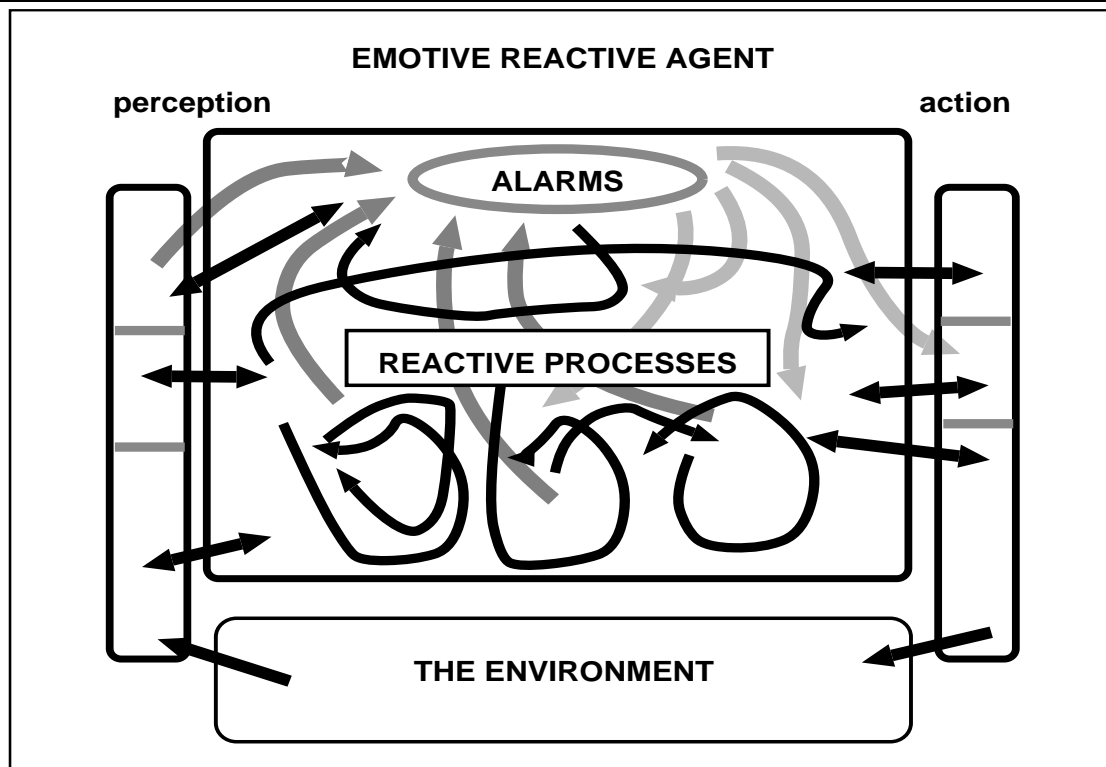 EMOTIVE REACTIVE AGENT
perception
action
ALARMS
REACTIVE PROCESSES
THE ENVIRONMENT